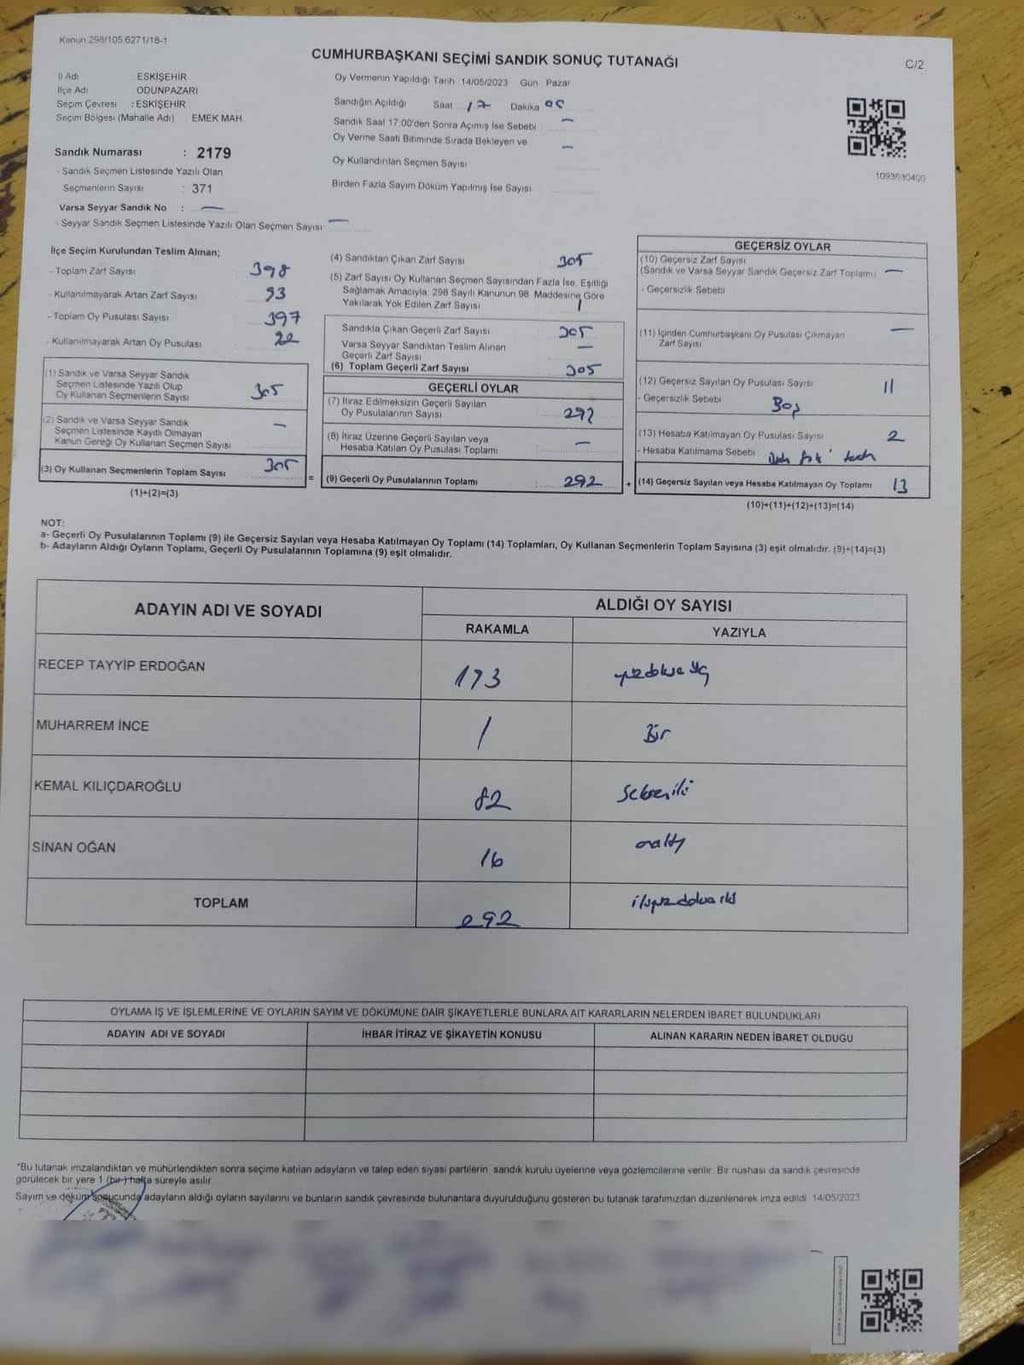 Kanun 298/105 6271/18-1
CUMHURBAŞKANI SEÇİMİ SANDIK SONUÇ TUTANAĞI
C/2
İl Adı ESKİŞEHİR
İlçe Adı ODUNPAZARI
Seçim Çevresi : ESKİŞEHİR
Seçim Bölgesi (Mahalle Adı) EMEK MAH.
Oy Vermenin Yapıldığı Tarih 14/05/2023 Gün Pazar
Sandığın Açıldığı Saat 17 Dakika 05
Sandık Saat 17.00'den Sonra Açımış İse Sebebi —
Oy Verme Saati Bitiminde Sırada Bekleyen ve
Oy Kullandırılan Seçmen Sayısı —
Birden Fazla Sayım Döküm Yapılmış İse Sayısı
Sandık Numarası : 2179
- Sandık Seçmen Listesinde Yazılı Olan
Seçmenlerin Sayısı : 371
Varsa Seyyar Sandık No : —
- Seyyar Sandık Seçmen Listesinde Yazılı Olan Seçmen Sayısı —
İlçe Seçim Kurulundan Teslim Alınan;
- Toplam Zarf Sayısı 398
- Kullanılmayarak Artan Zarf Sayısı 93
- Toplam Oy Pusulası Sayısı 397
- Kullanılmayarak Artan Oy Pusulası
(1) Sandık ve Varsa Seyyar Sandık
Seçmen Listesinde Yazılı Olup
Oy Kullanan Seçmenlerin Sayısı 305
(2) Sandık ve Varsa Seyyar Sandık
Seçmen Listesinde Kayıtlı Olmayan
Kanun Gereği Oy Kullanan Seçmen Sayısı —
(3) Oy Kullanan Seçmenlerin Toplam Sayısı 305
(1)+(2)=(3)
(4) Sandıktan Çıkan Zarf Sayısı 305
(5) Zarf Sayısı Oy Kullanan Seçmen Sayısından Fazla İse, Eşitliği
Sağlamak Amacıyla; 298 Sayılı Kanunun 98. Maddesine Göre
Yakılarak Yok Edilen Zarf Sayısı
Sandıkta Çıkan Geçerli Zarf Sayısı 305
Varsa Seyyar Sandıktan Teslim Alınan
Geçerli Zarf Sayısı —
(6) Toplam Geçerli Zarf Sayısı 305
GEÇERLİ OYLAR
(7) İtiraz Edilmeksizin Geçerli Sayılan
Oy Pusulalarının Sayısı 292
(8) İtiraz Üzerine Geçerli Sayılan veya
Hesaba Katılan Oy Pusulası Toplamı —
= (9) Geçerli Oy Pusulalarının Toplamı 292
GEÇERSİZ OYLAR
(10) Geçersiz Zarf Sayısı
(Sandık ve Varsa Seyyar Sandık Geçersiz Zarf Toplamı) —
- Geçersizlik Sebebi
(11) İçinden Cumhurbaşkanı Oy Pusulası Çıkmayan
Zarf Sayısı —
(12) Geçersiz Sayılan Oy Pusulası Sayısı 11
- Geçersizlik Sebebi Boş
(13) Hesaba Katılmayan Oy Pusulası Sayısı 2
- Hesaba Katılmama Sebebi
+ (14) Geçersiz Sayılan veya Hesaba Katılmayan Oy Toplamı 13
(10)+(11)+(12)+(13)=(14)
NOT:
a- Geçerli Oy Pusulalarının Toplamı (9) ile Geçersiz Sayılan veya Hesaba Katılmayan Oy Toplamı (14) Toplamları, Oy Kullanan Seçmenlerin Toplam Sayısına (3) eşit olmalıdır. (9)+(14)=(3)
b- Adayların Aldığı Oyların Toplamı, Geçerli Oy Pusulalarının Toplamına (9) eşit olmalıdır.
ADAYIN ADI VE SOYADI
ALDIĞI OY SAYISI
RAKAMLA YAZIYLA
RECEP TAYYİP ERDOĞAN 193 yüzdoksan üç
MUHARREM İNCE 1 Bir
KEMAL KILIÇDAROĞLU 82 Seksen iki
SİNAN OĞAN 16 onaltı
TOPLAM 292 ikiyüzdoksan iki
OYLAMA İŞ VE İŞLEMLERİNE VE OYLARIN SAYIM VE DÖKÜMÜNE DAİR ŞİKAYETLERLE BUNLARA AİT KARARLARIN NELERDEN İBARET BULUNDUKLARI
ADAYIN ADI VE SOYADI İHBAR İTİRAZ VE ŞİKAYETİN KONUSU ALINAN KARARIN NEDEN İBARET OLDUĞU
*Bu tutanak imzalandıktan ve mühürlendikten sonra seçime katılan adayların ve talep eden siyasi partilerin sandık kurulu üyelerine veya gözlemcilerine verilir. Bir nüshası da sandık çevresinde
görülecek bir yere 1 (bir) hafta süreyle asılır.
Sayım ve döküm sonucunda adayların aldığı oyların sayılarını ve bunların sandık çevresinde bulunanlara duyurulduğunu gösteren bu tutanak tarafımızdan düzenlenerek imza edildi 14/05/2023